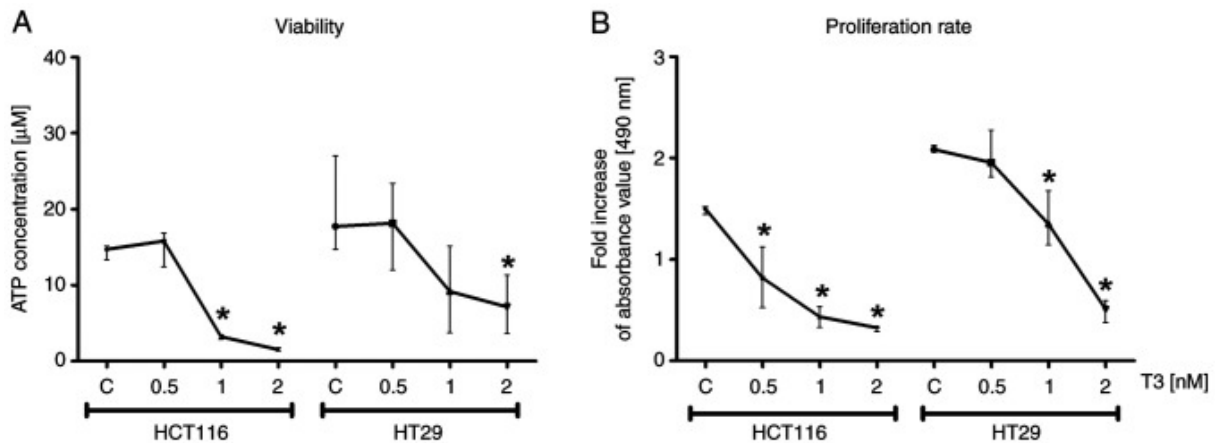 A
Viability
ATP concentration [µM]
40
30
20
10
0
*
*
*
C 0.5 1 2 C 0.5 1 2
HCT116 HT29
B
Proliferation rate
Fold increase
of absorbance value [490 nm]
3
2
1
0
*
*
*
*
*
C 0.5 1 2 C 0.5 1 2 T3 [nM]
HCT116 HT29